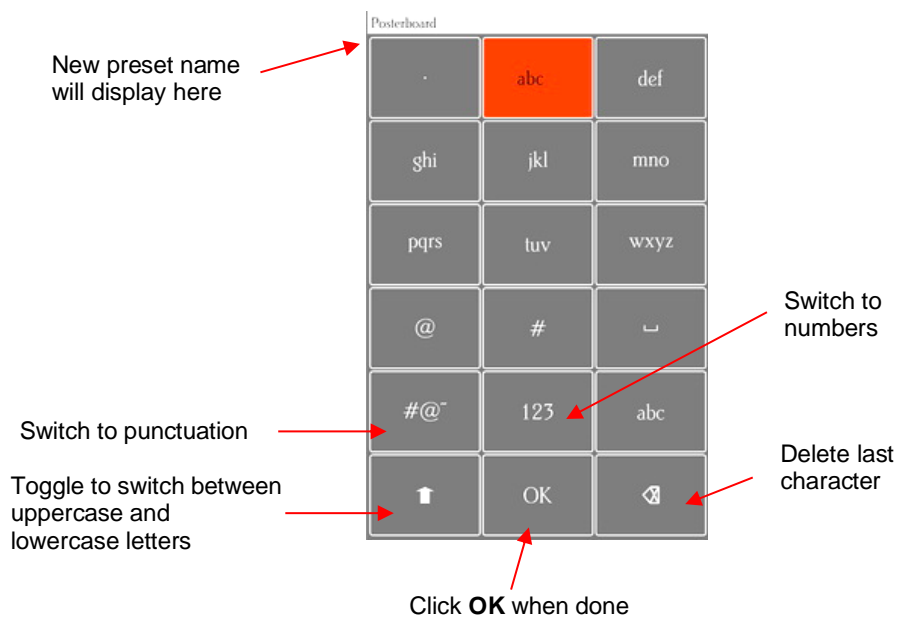 Posterboard
New preset name
will display here
. abc def
ghi jkl mno
pqrs tuv wxyz
@ # ⎵
Switch to
numbers
#@~ 123 abc
Switch to punctuation
Delete last
character
Toggle to switch between
uppercase and
lowercase letters
OK
Click OK when done